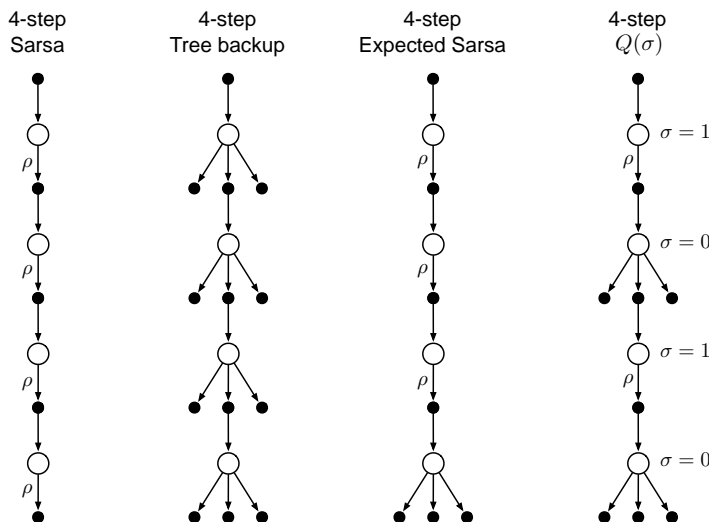 4-step
Sarsa
4-step
Tree backup
4-step
Expected Sarsa
4-step
Q(σ)
σ = 1
ρ ρ ρ
σ = 0
ρ
σ = 1
ρ ρ ρ
σ = 0
ρ